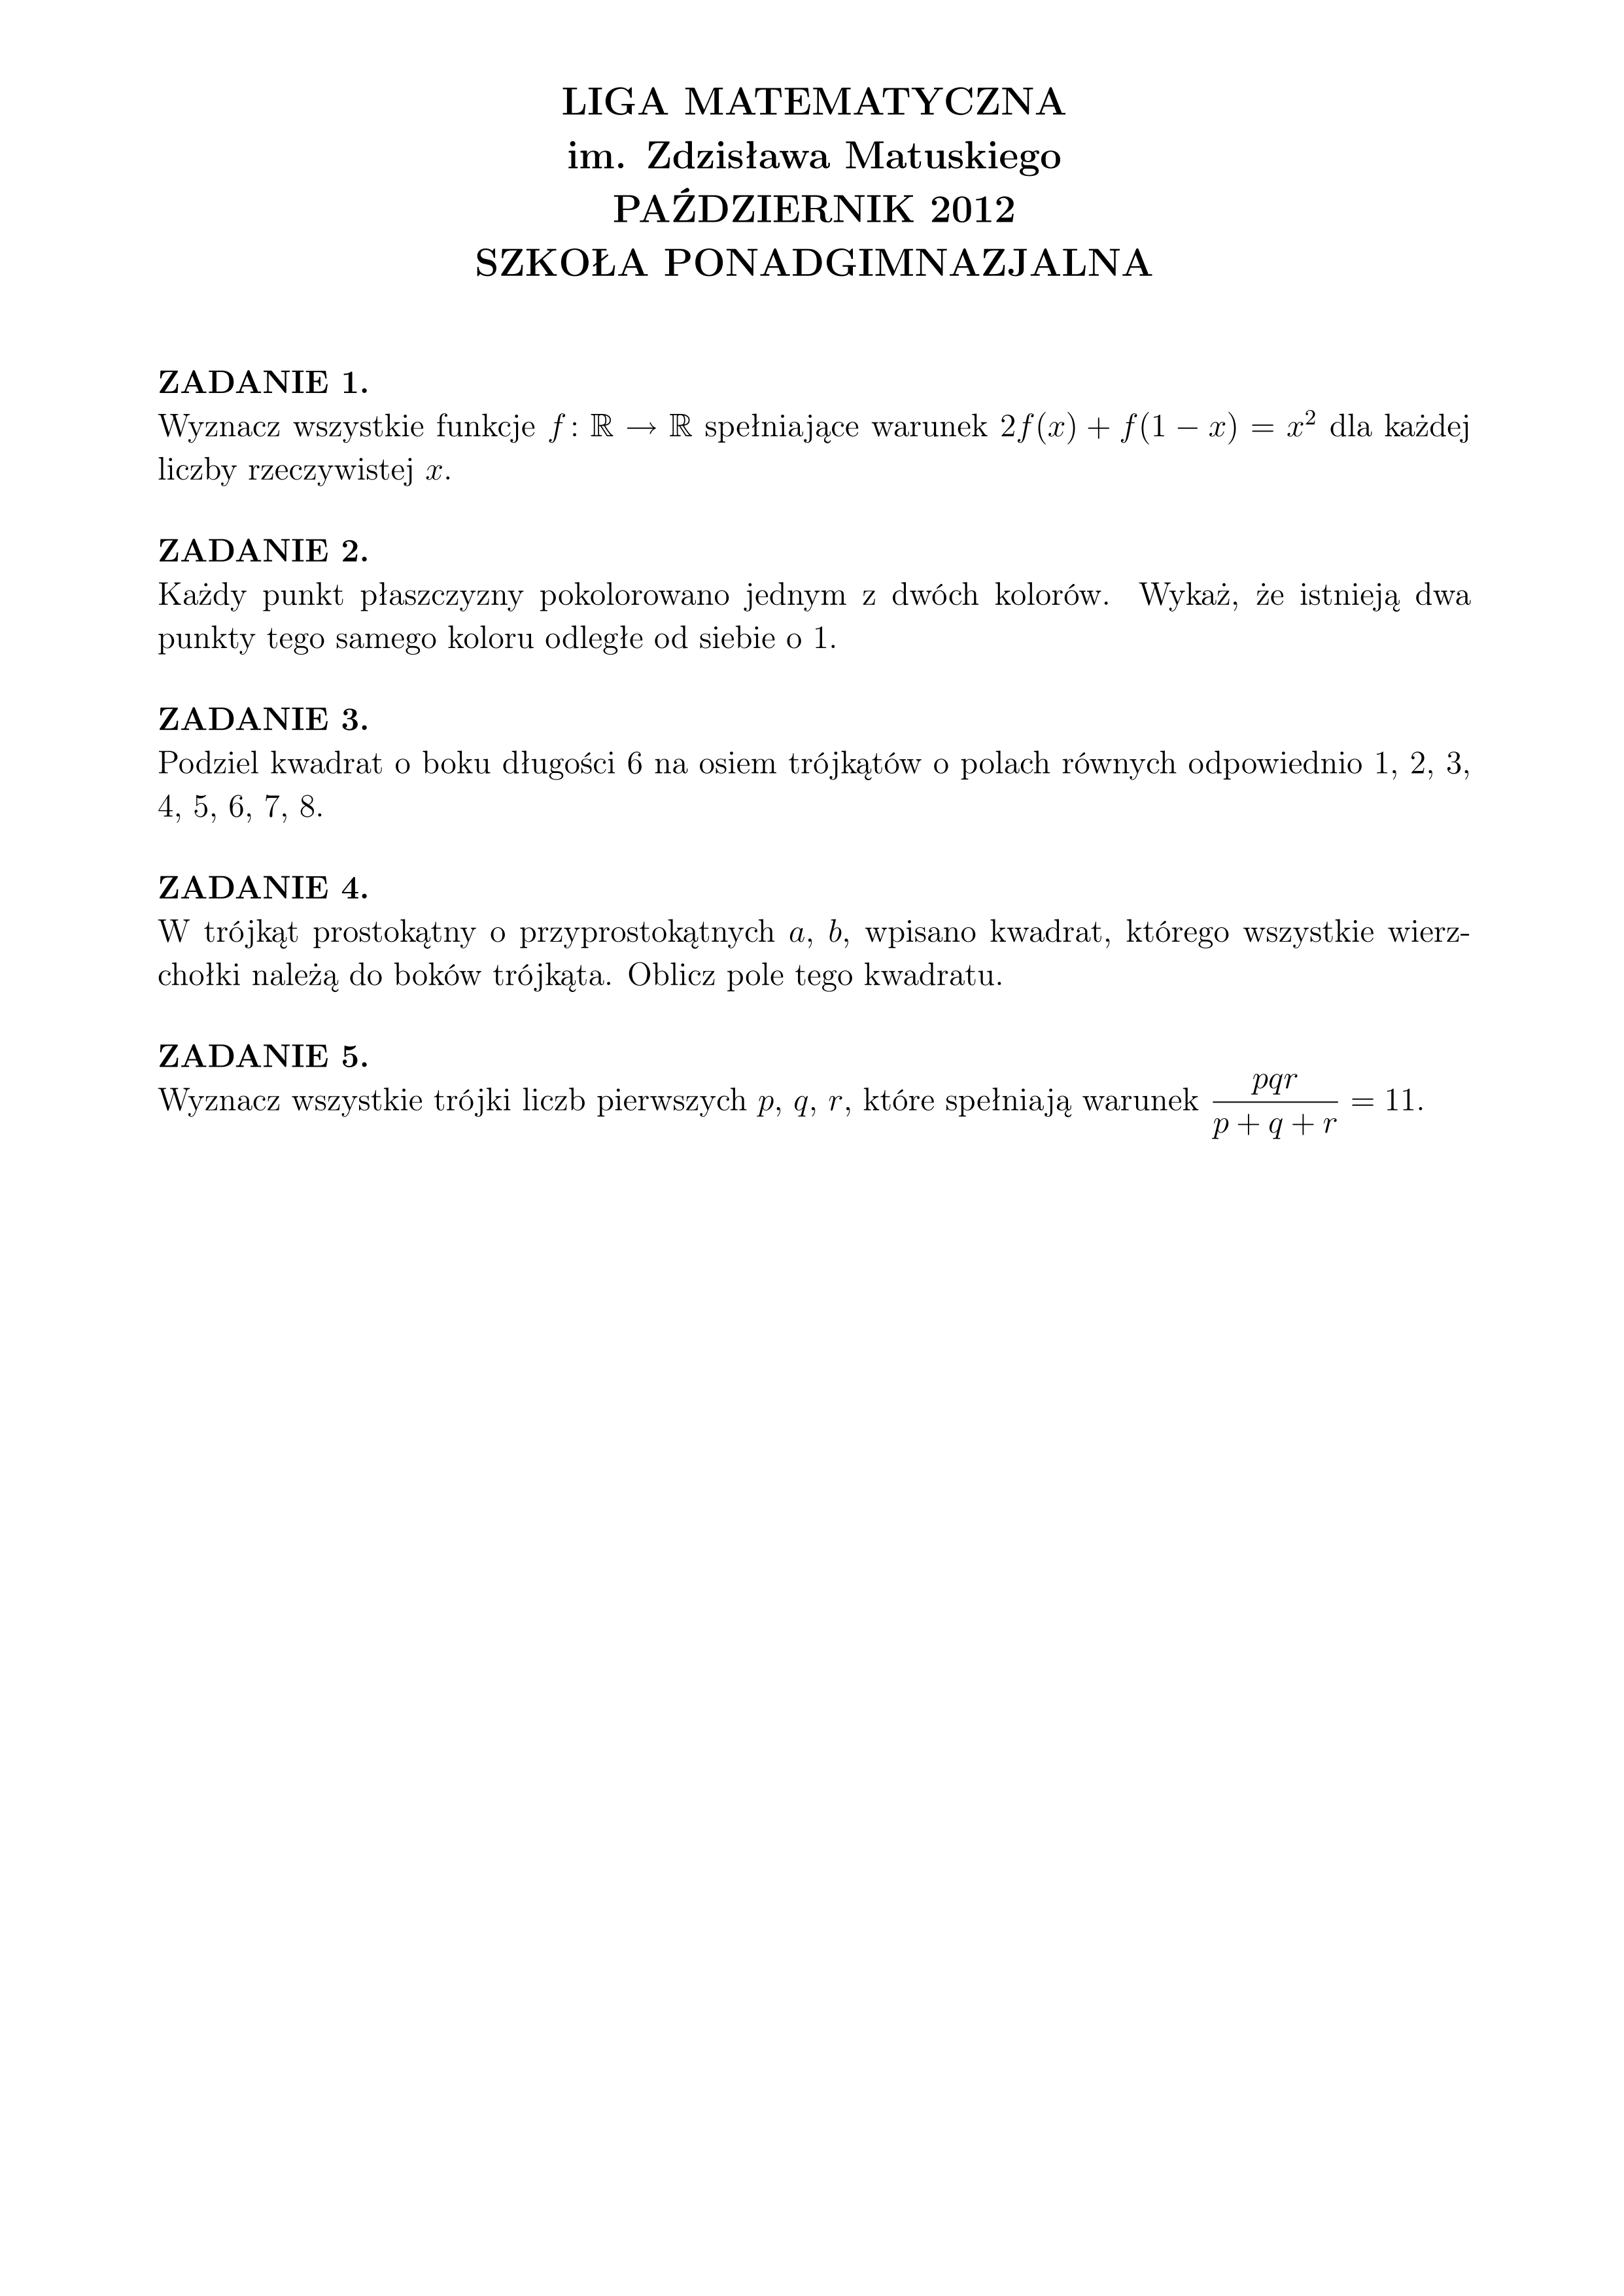 LIGA MATEMATYCZNA
im. Zdzisława Matuskiego
PAŹDZIERNIK 2012
SZKOŁA PONADGIMNAZJALNA
ZADANIE 1.
Wyznacz wszystkie funkcje $f\colon \mathbb{R} \to \mathbb{R}$ spełniające warunek $2f(x) + f(1 - x) = x^2$ dla każdej
liczby rzeczywistej $x$.
ZADANIE 2.
Każdy punkt płaszczyzny pokolorowano jednym z dwóch kolorów. Wykaż, że istnieją dwa
punkty tego samego koloru odległe od siebie o 1.
ZADANIE 3.
Podziel kwadrat o boku długości 6 na osiem trójkątów o polach równych odpowiednio 1, 2, 3,
4, 5, 6, 7, 8.
ZADANIE 4.
W trójkąt prostokątny o przyprostokątnych $a$, $b$, wpisano kwadrat, którego wszystkie wierz-
chołki należą do boków trójkąta. Oblicz pole tego kwadratu.
ZADANIE 5.
Wyznacz wszystkie trójki liczb pierwszych $p$, $q$, $r$, które spełniają warunek $\frac{pqr}{p + q + r} = 11$.